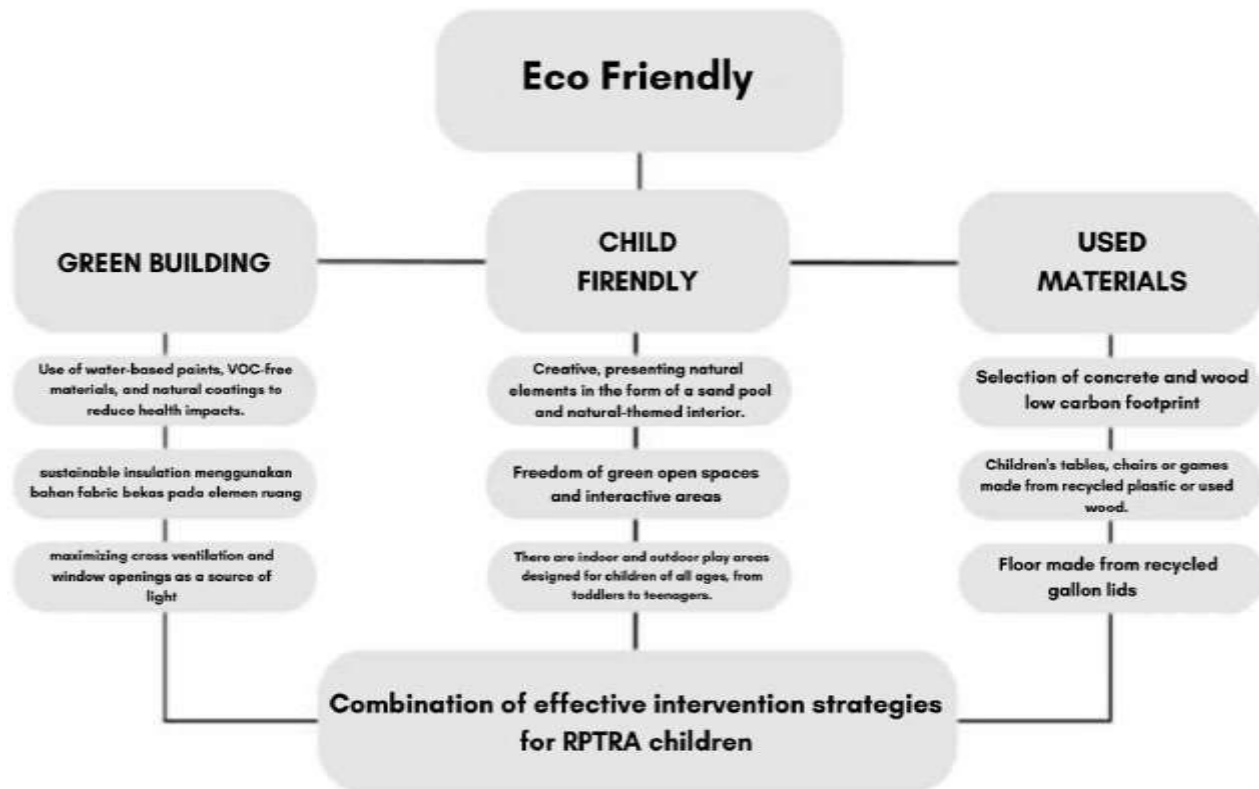 Eco Friendly
GREEN BUILDING
CHILD
FIRENDLY
USED
MATERIALS
Use of water-based paints, VOC-free
materials, and natural coatings to
reduce health impacts.
sustainable insulation menggunakan
bahan fabric bekas pada elemen ruang
maximizing cross ventilation and
window openings as a source of
light
Creative, presenting natural
elements in the form of a sand pool
and natural-themed interior.
Freedom of green open spaces
and interactive areas
There are indoor and outdoor play areas
designed for children of all ages, from
toddlers to teenagers.
Selection of concrete and wood
low carbon footprint
Children's tables, chairs or games
made from recycled plastic or used
wood.
Floor made from recycled
gallon lids
Combination of effective intervention strategies
for RPTRA children